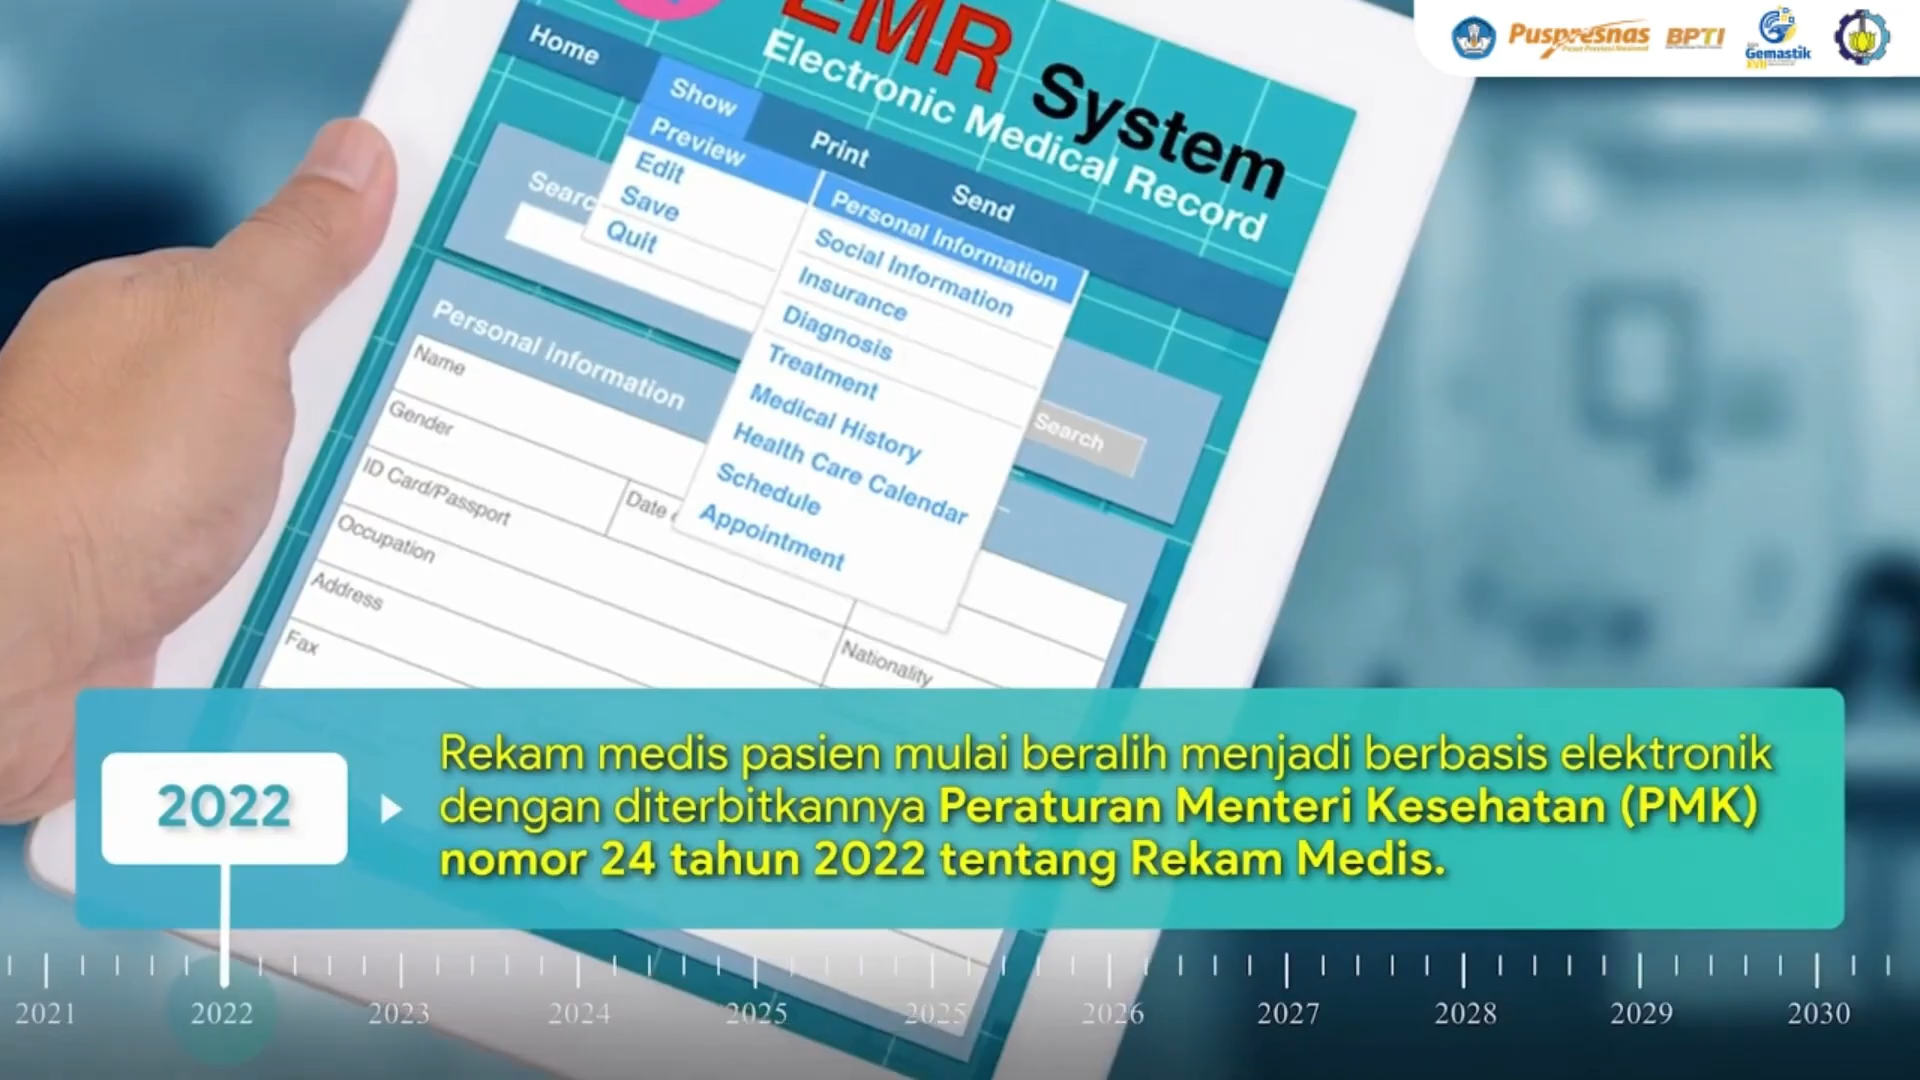 Puspresnas
BPTI
Gemastik
EMR System
Electronic Medical Record
Home
Show
Print
Send
Preview
Edit
Save
Quit
Personal Information
Social Information
Insurance
Diagnosis
Treatment
Medical History
Health Care Calendar
Schedule
Appointment
Search
Personal information
Name
Gender
ID Card/Passport
Date
Occupation
Address
Nationality
Fax
2022
Rekam medis pasien mulai beralih menjadi berbasis elektronik
dengan diterbitkannya Peraturan Menteri Kesehatan (PMK)
nomor 24 tahun 2022 tentang Rekam Medis.
2021 2022 2023 2024 2025 2025 2026 2027 2028 2029 2030